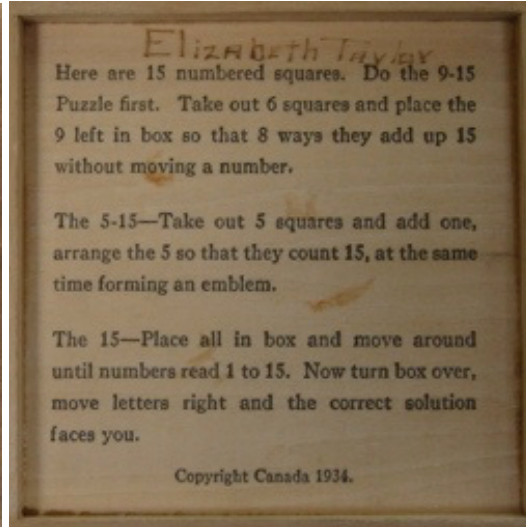 Elizabeth Taylor
Here are 15 numbered squares. Do the 9-15
Puzzle first. Take out 6 squares and place the
9 left in box so that 8 ways they add up 15
without moving a number.
The 5-15—Take out 5 squares and add one,
arrange the 5 so that they count 15, at the same
time forming an emblem.
The 15—Place all in box and move around
until numbers read 1 to 15. Now turn box over,
move letters right and the correct solution
faces you.
Copyright Canada 1934.